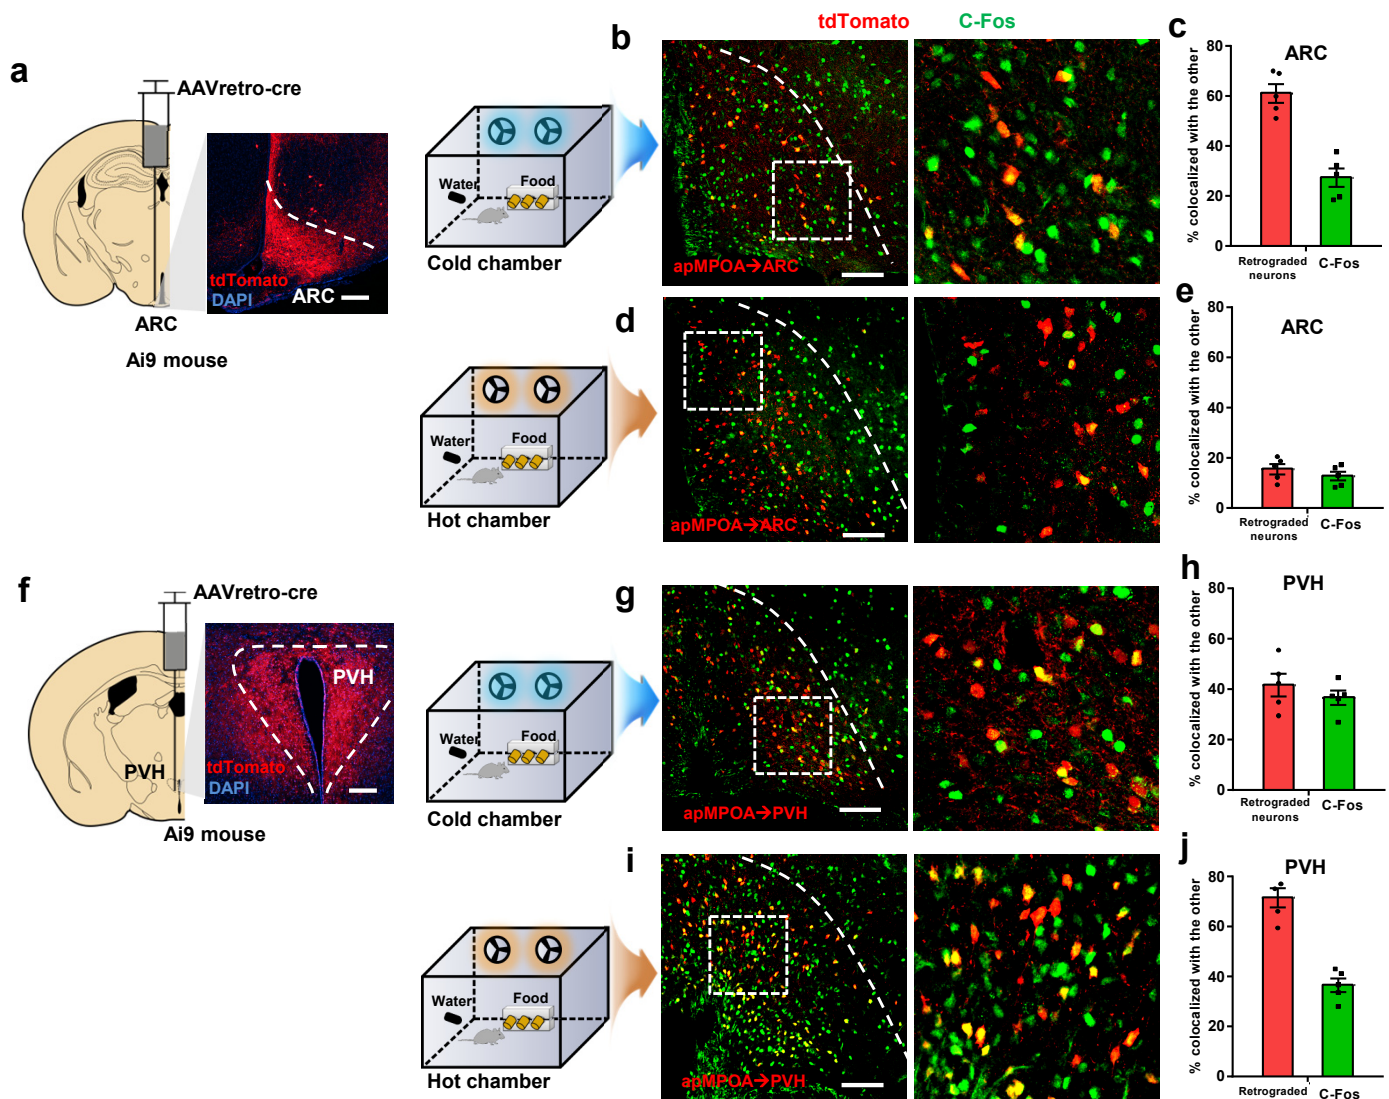 tdTomato C-Fos
a
AAVretro-cre
tdTomato
DAPI
ARC
ARC
Ai9 mouse
Water
Food
Cold chamber
b
apMPOA→ARC
c
ARC
% colocalized with the other
80
60
40
20
0
Retrograded
neurons
C-Fos
Water
Food
Hot chamber
d
apMPOA→ARC
e
ARC
% colocalized with the other
80
60
40
20
0
Retrograded
neurons
C-Fos
f
AAVretro-cre
PVH
PVH
tdTomato
DAPI
Ai9 mouse
Water
Food
Cold chamber
g
apMPOA→PVH
h
PVH
% colocalized with the other
80
60
40
20
0
Retrograded
neurons
C-Fos
Water
Food
Hot chamber
i
apMPOA→PVH
j
PVH
% colocalized with the other
80
60
40
20
0
Retrograded
C-Fos